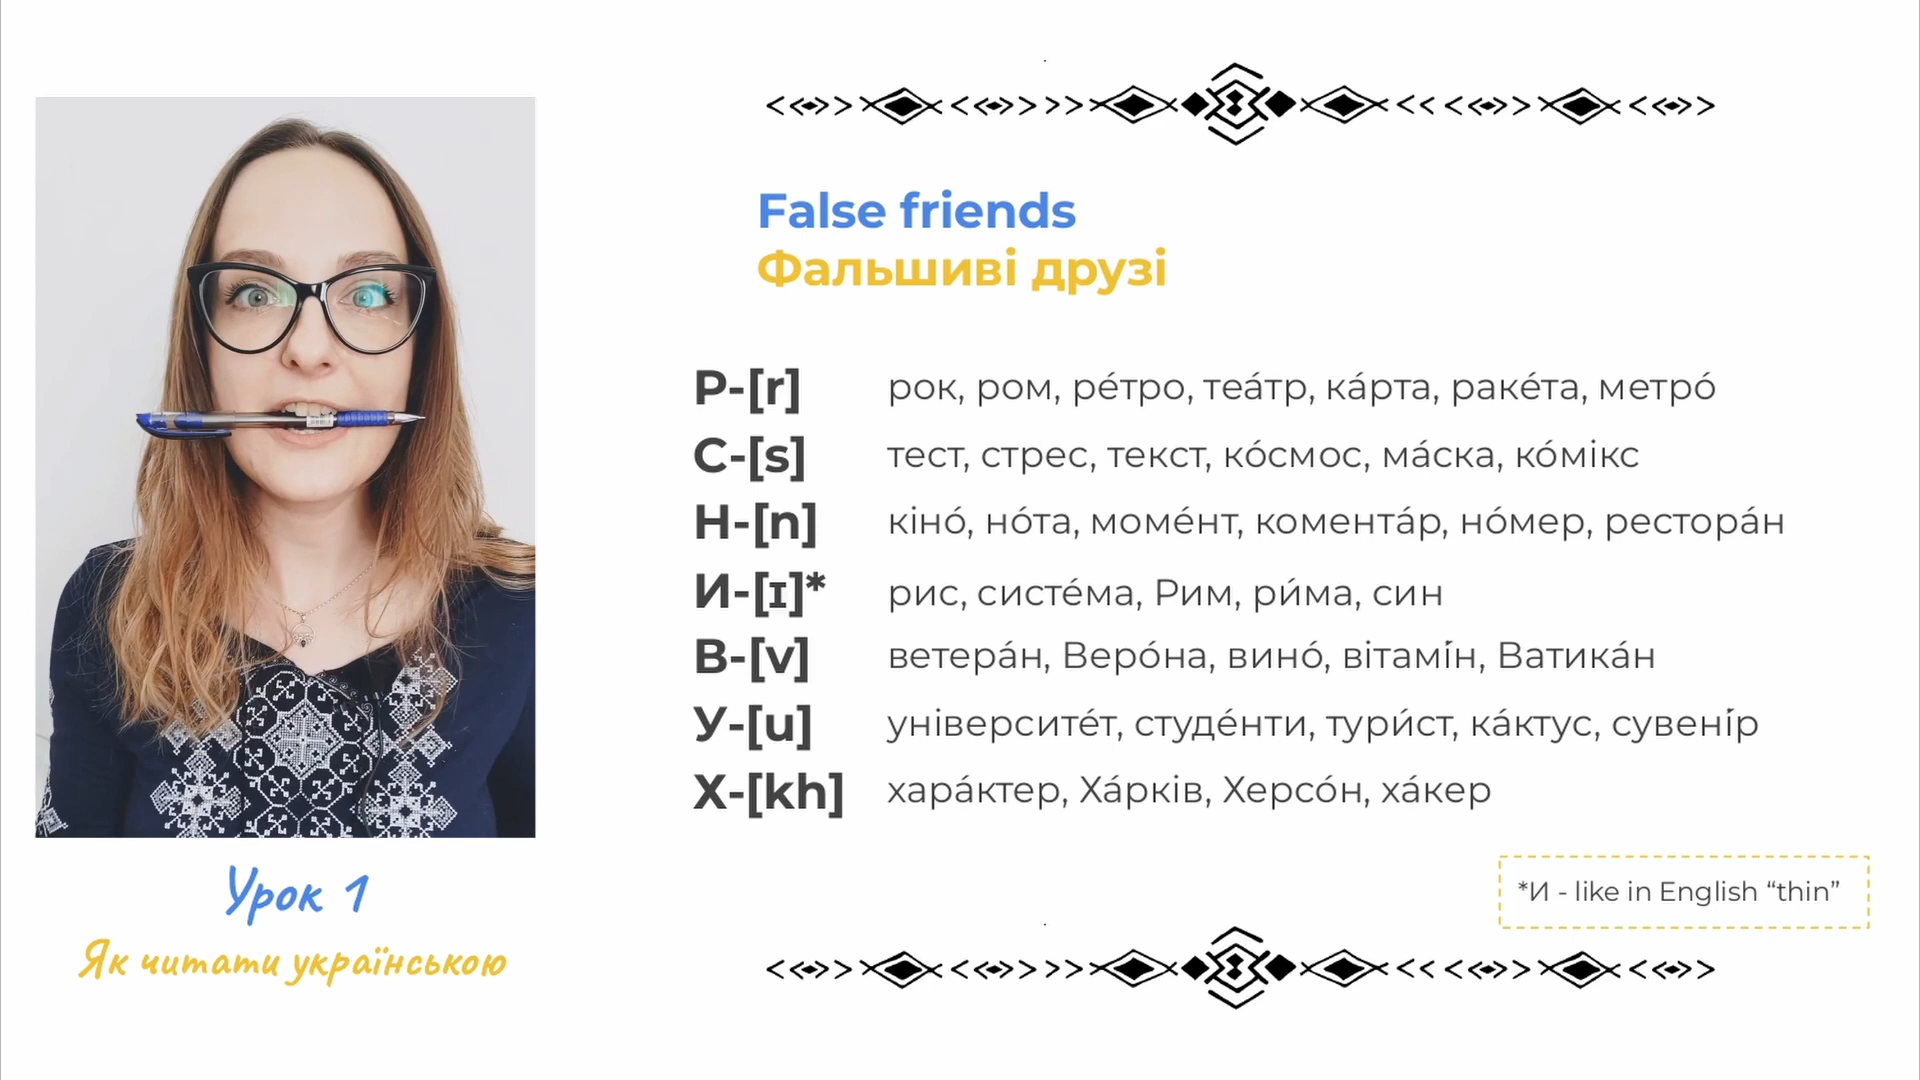 False friends
Фальшиві друзі
Р-[r] рок, ром, ре́тро, теа́тр, ка́рта, раке́та, метро́
С-[s] тест, стрес, текст, ко́смос, ма́ска, ко́мікс
Н-[n] кіно́, но́та, моме́нт, комента́р, но́мер, рестора́н
И-[ɪ]* рис, систе́ма, Рим, ри́ма, син
В-[v] ветера́н, Веро́на, вино́, вітамі́н, Ватика́н
У-[u] університе́т, студе́нти, тури́ст, ка́ктус, сувені́р
Х-[kh] хара́ктер, Ха́рків, Херсо́н, ха́кер
*И - like in English “thin”
Урок 1
Як читати українською